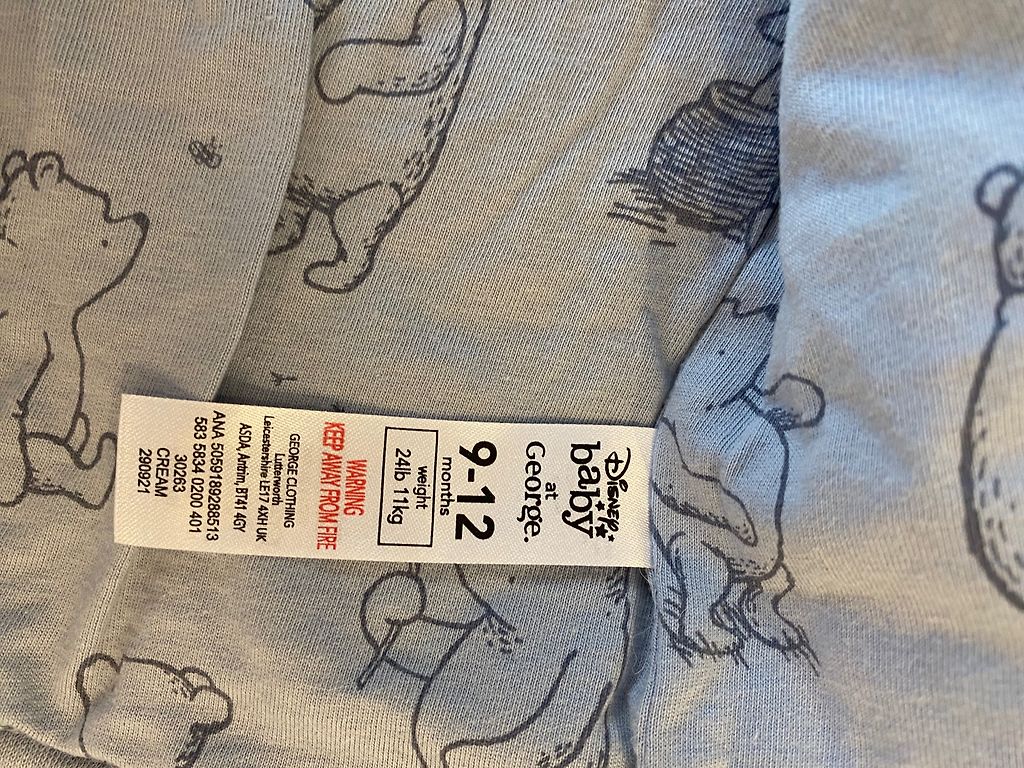 Disney
baby
at
George.
9-12
months
weight
24lb 11kg
WARNING
KEEP AWAY FROM FIRE
GEORGE CLOTHING
Lutterworth
Leicestershire LE17 4XH UK
ASDA, Antrim, BT41 4GY
ANA 5059189288513
583 5834 0200 401
30263
CREAM
290921